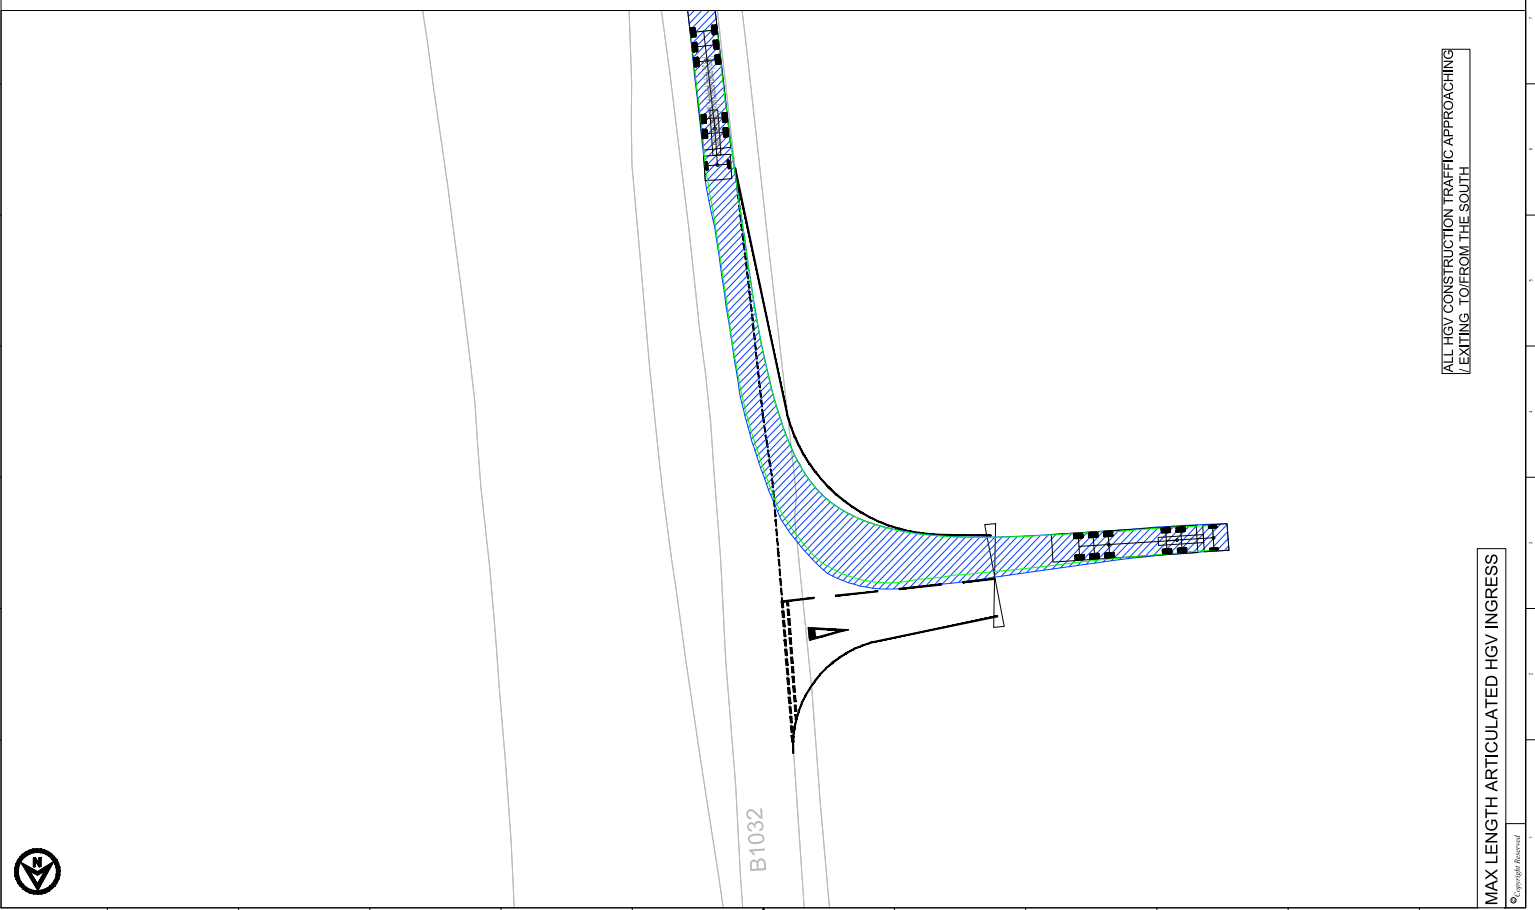 ALL HGV CONSTRUCTION TRAFFIC APPROACHING
/ EXITING TO/FROM THE SOUTH
B1032
N
MAX LENGTH ARTICULATED HGV INGRESS
© Copyright Reserved